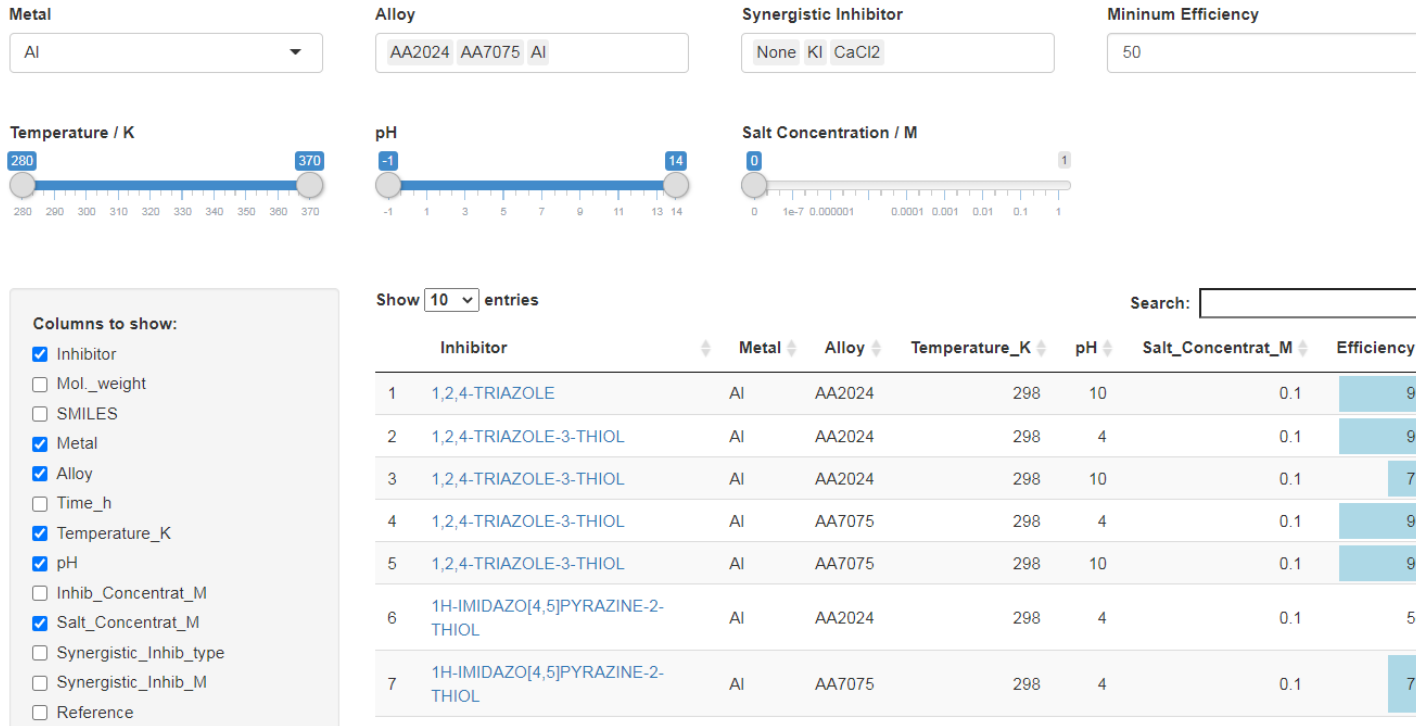 Metal Alloy Synergistic Inhibitor Mininum Efficiency
Al AA2024 AA7075 Al None KI CaCl2 50
Temperature / K pH Salt Concentration / M
280 370 -1 14 0 1
280 290 300 310 320 330 340 350 360 370 -1 1 3 5 7 9 11 13 14 0 1e-7 0.000001 0.0001 0.001 0.01 0.1 1
Show 10 entries Search:
Columns to show:
Inhibitor
Mol._weight
SMILES
Metal
Alloy
Time_h
Temperature_K
pH
Inhib_Concentrat_M
Salt_Concentrat_M
Synergistic_Inhib_type
Synergistic_Inhib_M
Reference
Inhibitor Metal Alloy Temperature_K pH Salt_Concentrat_M Efficiency
1 1,2,4-TRIAZOLE Al AA2024 298 10 0.1 9
2 1,2,4-TRIAZOLE-3-THIOL Al AA2024 298 4 0.1 9
3 1,2,4-TRIAZOLE-3-THIOL Al AA2024 298 10 0.1 7
4 1,2,4-TRIAZOLE-3-THIOL Al AA7075 298 4 0.1 9
5 1,2,4-TRIAZOLE-3-THIOL Al AA7075 298 10 0.1 9
6 1H-IMIDAZO[4,5]PYRAZINE-2-
THIOL Al AA2024 298 4 0.1 5
7 1H-IMIDAZO[4,5]PYRAZINE-2-
THIOL Al AA7075 298 4 0.1 7